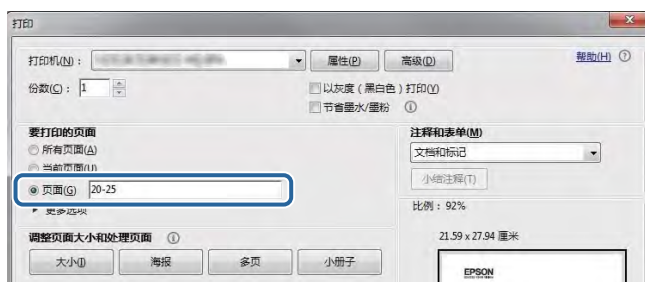 打印
打印机(N)： 属性(P) 高级(D) 帮助(H)
份数(C)： 1 以灰度（黑白色）打印(Y)
节省墨水/墨粉
要打印的页面 注释和表单(M)
所有页面(A) 文档和标记
当前页面(U)
页面(G) 20-25 小结注释(T)
更多选项 比例：92%
调整页面大小和处理页面 21.59 x 27.94 厘米
大小(I) 海报 多页 小册子 EPSON